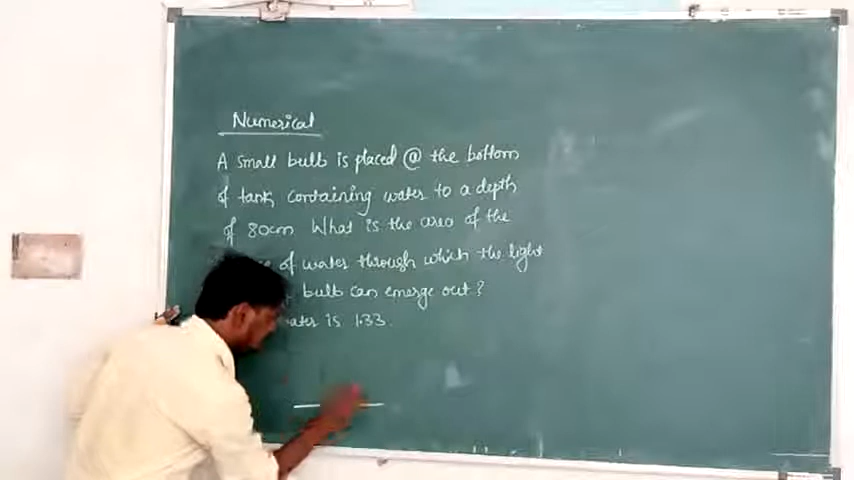 Numerical
A small bulb is placed @ the bottom
of tank containing water to a depth
of 80cm What is the area of the
of water through which the light
bulb can emerge out?
is 1.33.